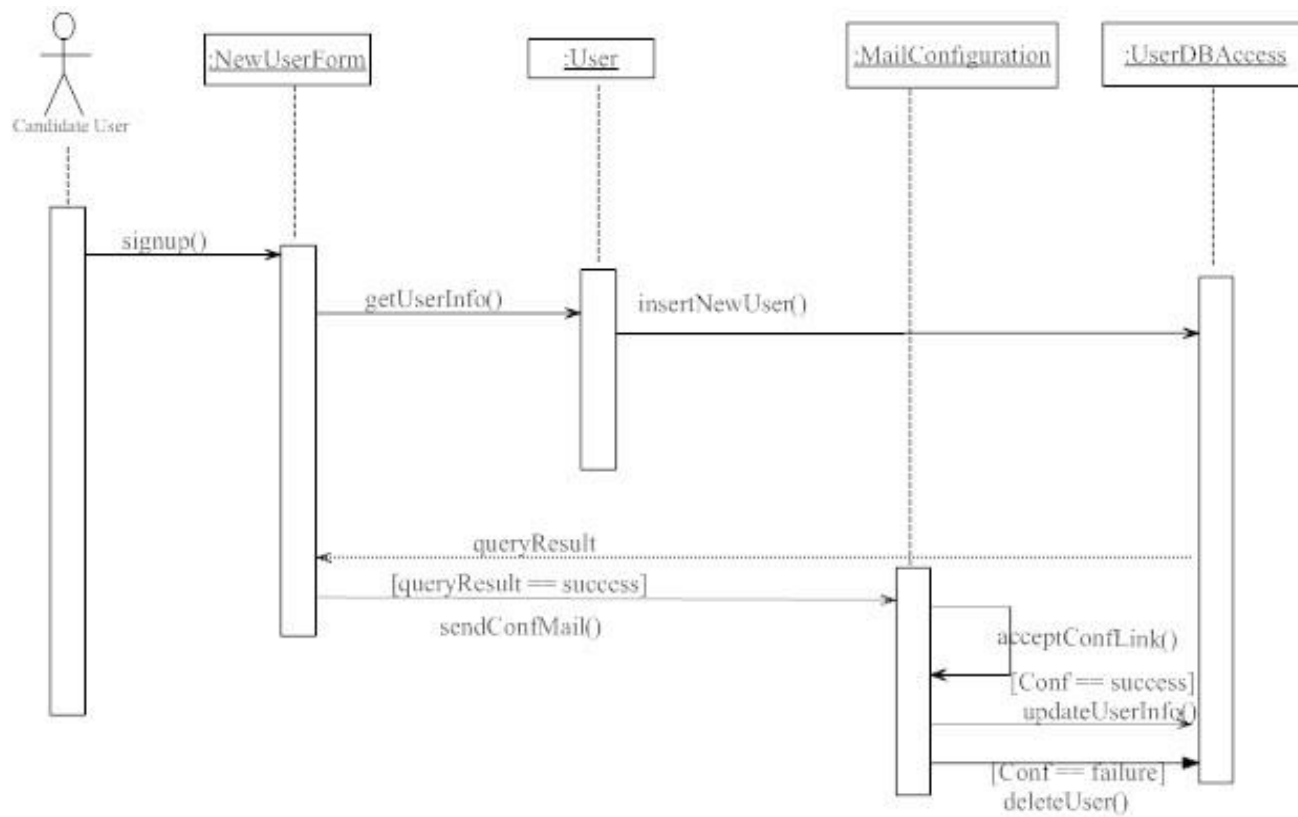 :NewUserForm
:User
:MailConfiguration
:UserDBAccess
Candidate User
signup()
getUserInfo()
insertNewUser()
queryResult
[queryResult == success]
sendConfMail()
acceptConfLink()
[Conf == success]
updateUserInfo()
[Conf == failure]
deleteUser()